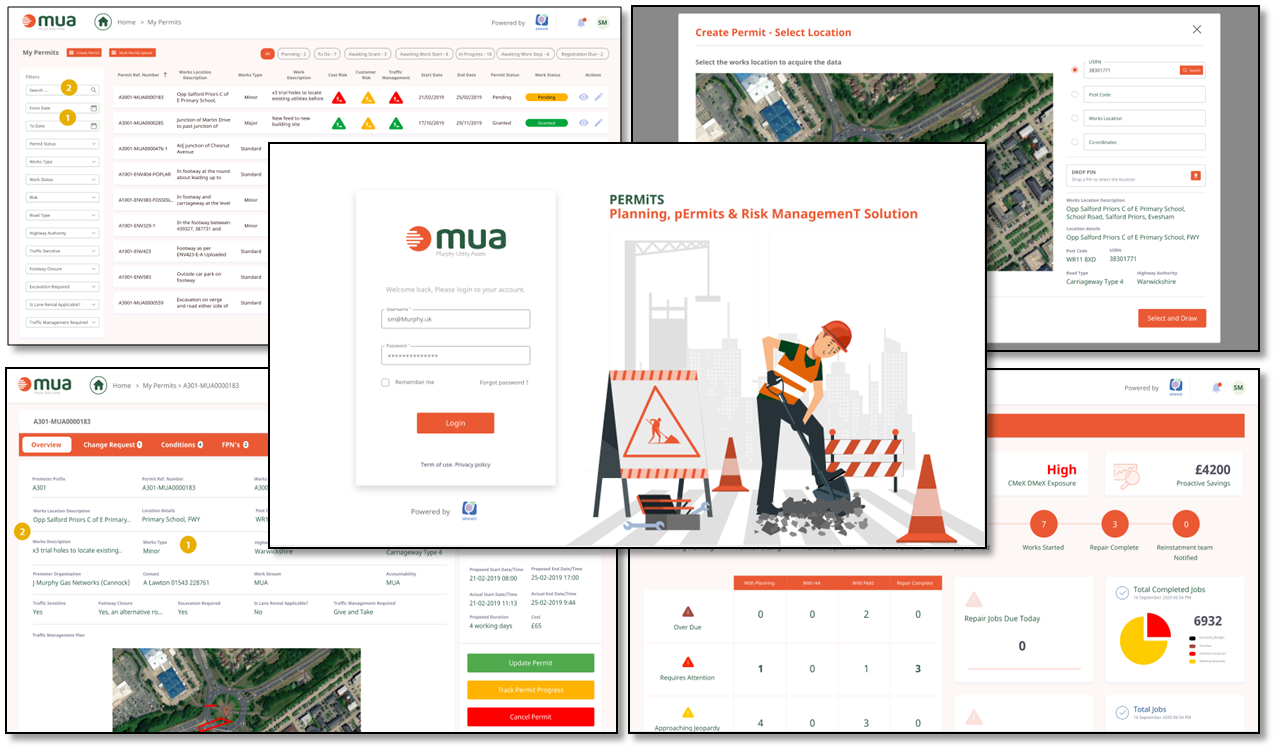 mua
Murphy Utility Assets
Home > My Permits
Powered by
SM
My Permits
Create Permit
Multi Permit Upload
All
Planning - 2
To Do - 7
Awaiting Grant - 3
Awaiting Work Start - 4
In Progress - 10
Awaiting Work Stop - 4
Registration Due - 2
Filters
Search ...
2
From Date
1
To Date
Permit Status
Works Type
Work Status
Risk
Road Type
Highway Authority
Traffic Sensitive
Footway Closure
Excavation Required
Is Lane Rental Applicable?
Traffic Management Required
Permit Ref. Number
Works Location Description
Works Type
Work Description
Cost Risk
Customer Risk
Traffic Management
Start Date
End Date
Permit Status
Work Status
Actions
A3001-MUA0000183
Opp Salford Priors C of E Primary School,
Minor
x3 trial holes to locate existing utilities before
21/02/2019
25/02/2019
Pending
Pending
A3001-MUA0000285
Junction of Martin Drive to past junction of
Major
New feed to new building site
17/10/2019
29/11/2019
Granted
Granted
A3001-MUA0000476-1
Adj junction of Chesnut Avenue
Standard
A1001-ENV404-POPLAR
In footway at the round about leading up to
Standard
In footway and carriageway at the level
Minor
A1001-ENV329-1
In the footway between 439327, 387731 and
Minor
A1001-ENV423
Footway as per ENV423-E-A Uploaded
Standard
A1001-ENV583
Outside car park on footway
Standard
A3001-MUA0000559
Excavation on verge and road either side of
Standard
Create Permit - Select Location
Select the works location to acquire the data
USRN
38301771
Search
Post Code
Works Location
Co-ordinates
DROP PIN
Drop a Pin to select the location
Works Location Description
Opp Salford Priors C of E Primary School,
School Road, Salford Priors, Evesham
Location details
Opp Salford Priors C of E Primary School, FWY
Post Code
USRN
WR11 8XD
38301771
Road Type
Highway Authority
Carriageway Type 4
Warwickshire
Select and Draw
mua
Murphy Utility Assets
Welcome back, Please login to your account.
Username *
sm@Murphy.uk
Password *
**************
Remember me
Forgot password ?
Login
Term of use. Privacy policy
Powered by
PERMiTS
Planning, pErmits & Risk ManagemenT Solution
mua
Home > My Permits > A301-MUA0000183
A301-MUA0000183
Overview
Change Request
Conditions
FPN's
Promoter Prefix
A301
Permit Ref. Number
A301-MUA0000183
Works Location Description
Opp Salford Priors C of E Primary..
Location details
Primary School, FWY
2
Works Description
x3 trial holes to locate existing..
Works Type
Minor
1
Warwickshire
Carriageway Type 4
Promoter Organisation
J Murphy Gas Networks (Cannock)
Contact
A Lawton 01543 228761
Work Stream
MUA
Accountability
MUA
Traffic Sensitive
Yes
Footway Closure
Yes, an alternative ro...
Excavation Required
Yes
Is Lane Rental Applicable?
No
Traffic Management Required
Give and Take
Traffic Management Plan
Proposed Start Date/Time
21-02-2019 08:00
Proposed End Date/Time
25-02-2019 17:00
Actual Start Date/Time
21-02-2019 11:13
Actual End Date/Time
25-02-2019 9:44
Proposed Duration
4 working days
Cost
£65
Update Permit
Track Permit Progress
Cancel Permit
Powered by
SM
High
CMeX DMeX Exposure
£4200
Proactive Savings
7
Works Started
3
Repair Complete
0
Reinstatment team Notified
With Planning
With HA
With Field
Repair Complete
Over Due
0
0
2
0
Requires Attention
1
0
1
3
Approaching Jeopardy
4
0
3
0
Repair Jobs Due Today
0
Total Completed Jobs
16 September 2020 06:54 PM
6932
Total Jobs
16 September 2020 06:54 PM